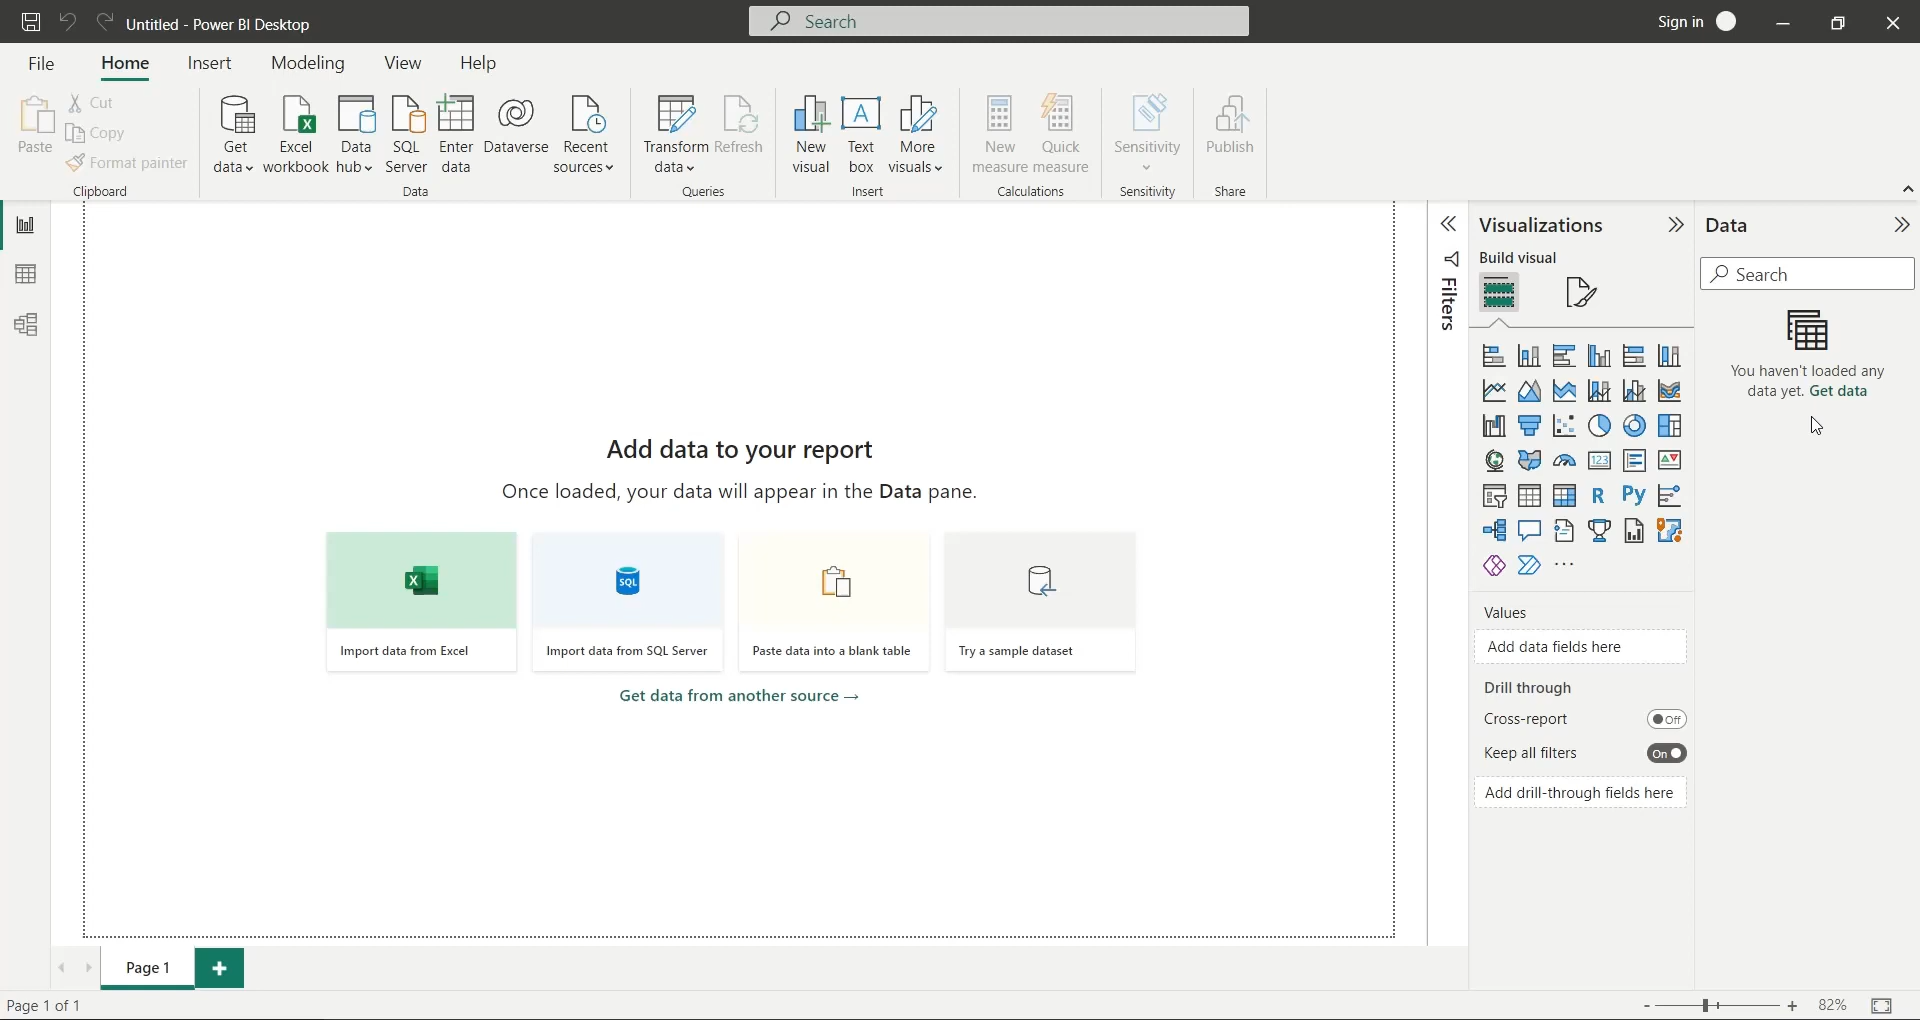 Untitled - Power BI Desktop
Search
Sign in
File
Home
Insert
Modeling
View
Help
Paste
Cut
Copy
Format painter
Clipboard
Get data
Excel workbook
Data hub
SQL Server
Enter data
Dataverse
Recent sources
Data
Transform data
Refresh
Queries
New visual
A
Text box
More visuals
Insert
New measure
Quick measure
Calculations
Sensitivity
Sensitivity
Publish
Share
Add data to your report
Once loaded, your data will appear in the Data pane.
X
SQL
Import data from Excel
Import data from SQL Server
Paste data into a blank table
Try a sample dataset
Get data from another source →
Filters
Visualizations
Build visual
123
R
Py
...
Values
Add data fields here
Drill through
Cross-report
Off
Keep all filters
On
Add drill-through fields here
Data
Search
You haven't loaded any
data yet. Get data
Page 1
+
Page 1 of 1
-
+
82%